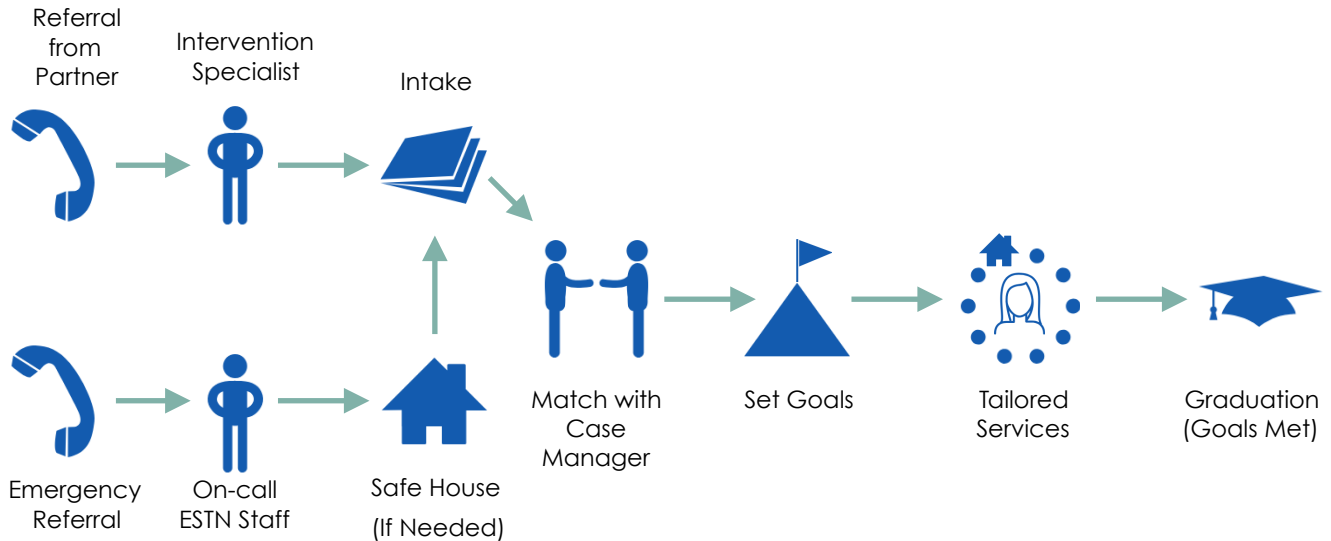 Referral
from
Partner
Intervention
Specialist
Intake
Emergency
Referral
On-call
ESTN Staff
Safe House
(If Needed)
Match with
Case
Manager
Set Goals
Tailored
Services
Graduation
(Goals Met)